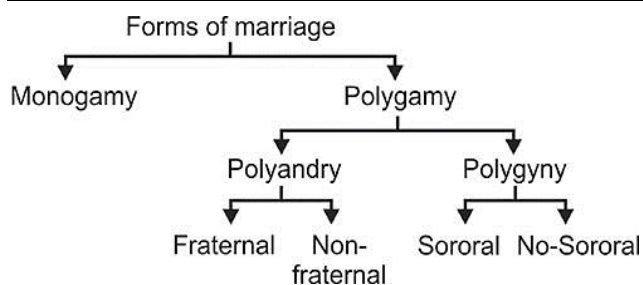 Forms of marriage
Monogamy
Polygamy
Polyandry
Polygyny
Fraternal
Non-
fraternal
Sororal
No-Sororal